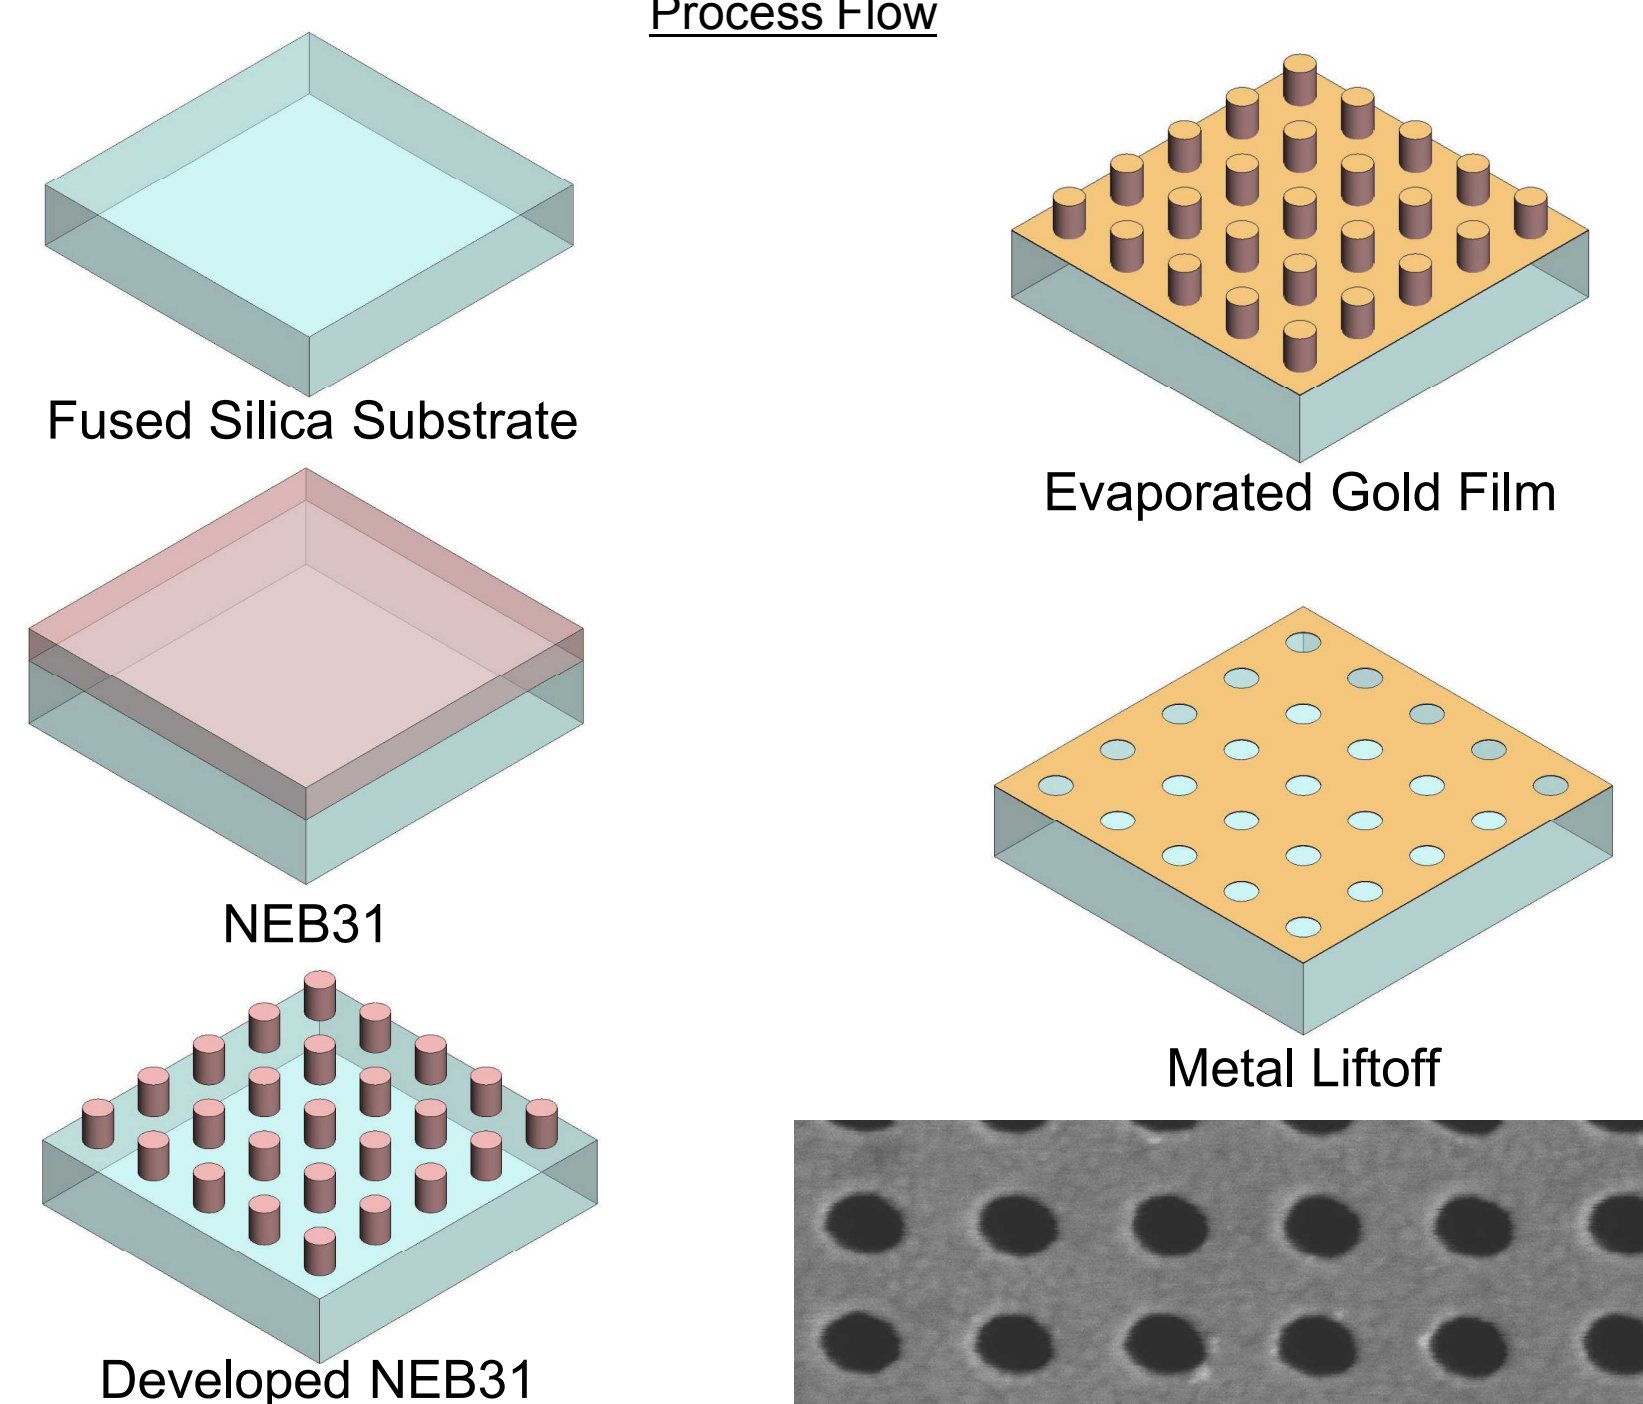 Process Flow
Fused Silica Substrate
NEB31
Developed NEB31
Evaporated Gold Film
Metal Liftoff